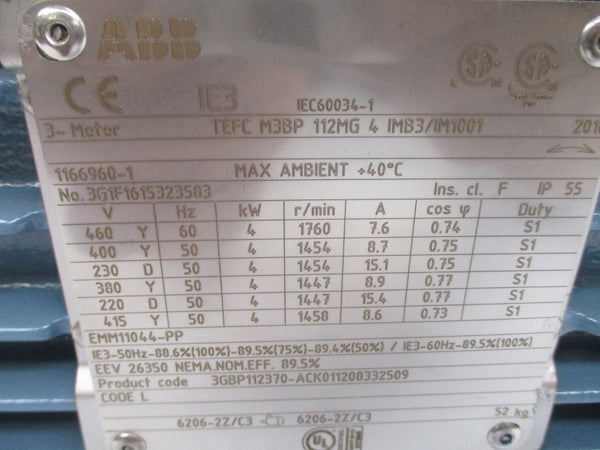 ABB
CE IE3 IEC60034-1
3~ Motor TEFC M3BP 112MG 4 IMB3/IM1001
1166960-1 MAX AMBIENT +40°C
No. 3G1F1615323503 Ins. cl. F IP 55
V Hz kW r/min A cos φ Duty
460 Y 60 4 1760 7.6 0.74 S1
400 Y 50 4 1454 8.7 0.75 S1
230 D 50 4 1454 15.1 0.75 S1
380 Y 50 4 1447 8.9 0.77 S1
220 D 50 4 1447 15.4 0.77 S1
415 Y 50 4 1458 8.6 0.73 S1
EMM11044-PP
IE3-50Hz-88.6%(100%)-89.5%(75%)-89.4%(50%) / IE3-60Hz-89.5%(100%)
EEV 26350 NEMA.NOM.EFF. 89.5%
Product code 3GBP112370-ACK011208332509
CODE L
6206-2Z/C3 6206-2Z/C3 52 kg
UL